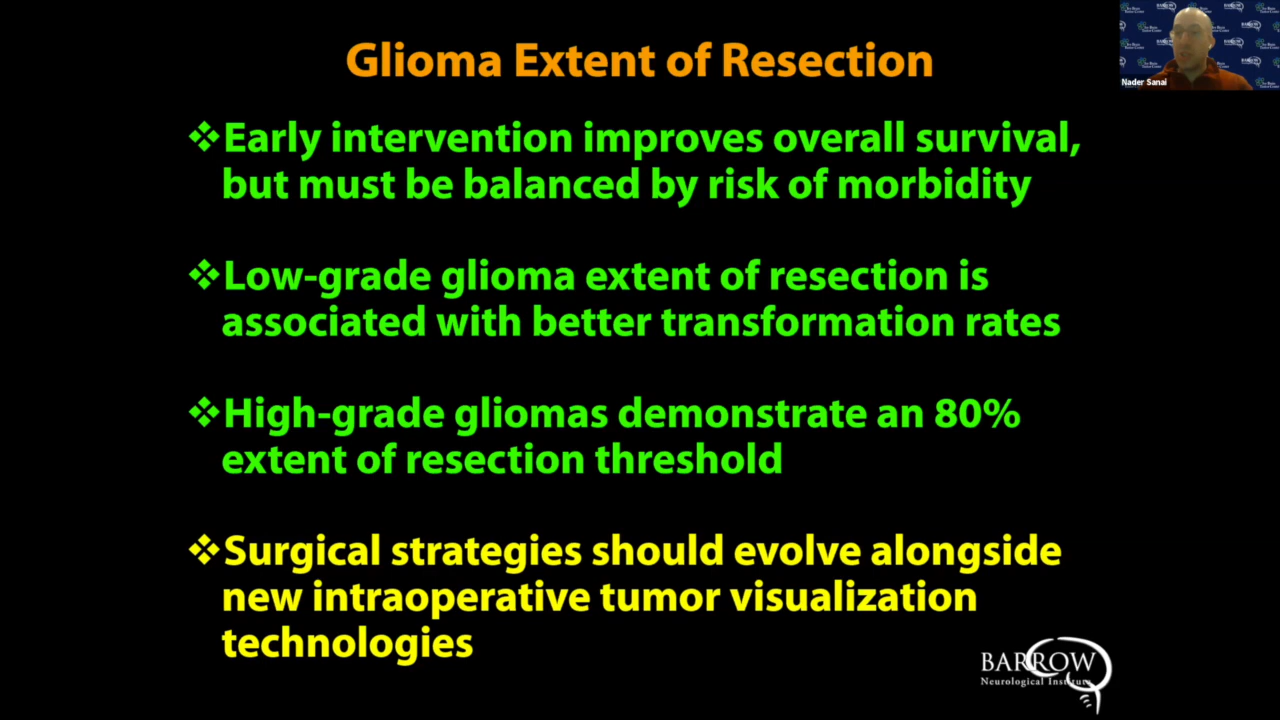 Glioma Extent of Resection
❖Early intervention improves overall survival,
but must be balanced by risk of morbidity
❖Low-grade glioma extent of resection is
associated with better transformation rates
❖High-grade gliomas demonstrate an 80%
extent of resection threshold
❖Surgical strategies should evolve alongside
new intraoperative tumor visualization
technologies
BARROW
Neurological Institute
Nader Sanai